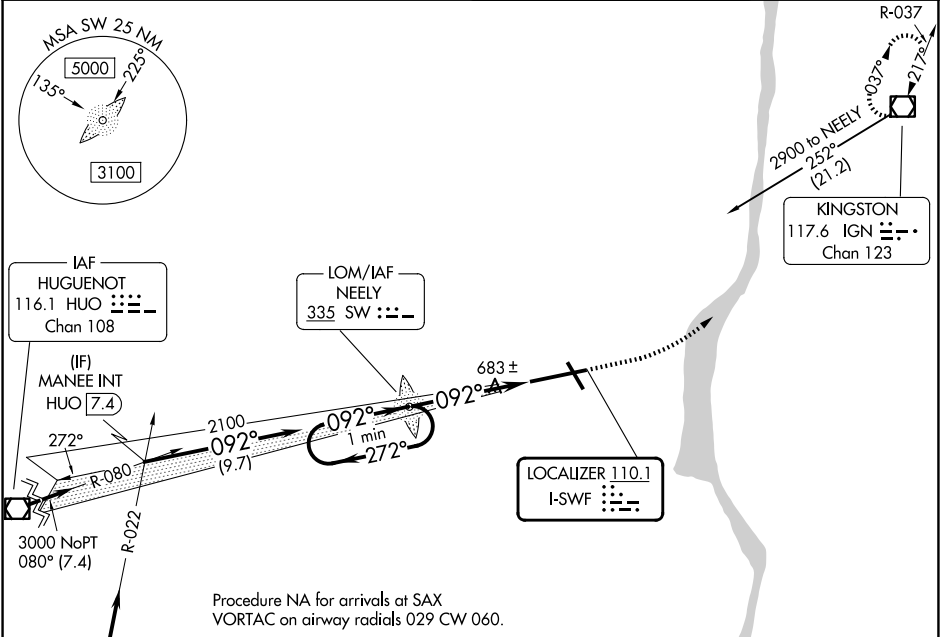 MSA SW 25 NM
5000
135°
225°
3100
R-037
037°
217°
2900 to NEELY
252°
(21.2)
KINGSTON
117.6 IGN
Chan 123
IAF
HUGUENOT
116.1 HUO
Chan 108
LOM/IAF
NEELY
335 SW
(IF)
MANEE INT
HUO 7.4
683 ±
2100
092°
(9.7)
092°
1 min
272°
092°
272°
R-080
LOCALIZER 110.1
I-SWF
3000 NoPT
080° (7.4)
R-022
Procedure NA for arrivals at SAX
VORTAC on airway radials 029 CW 060.